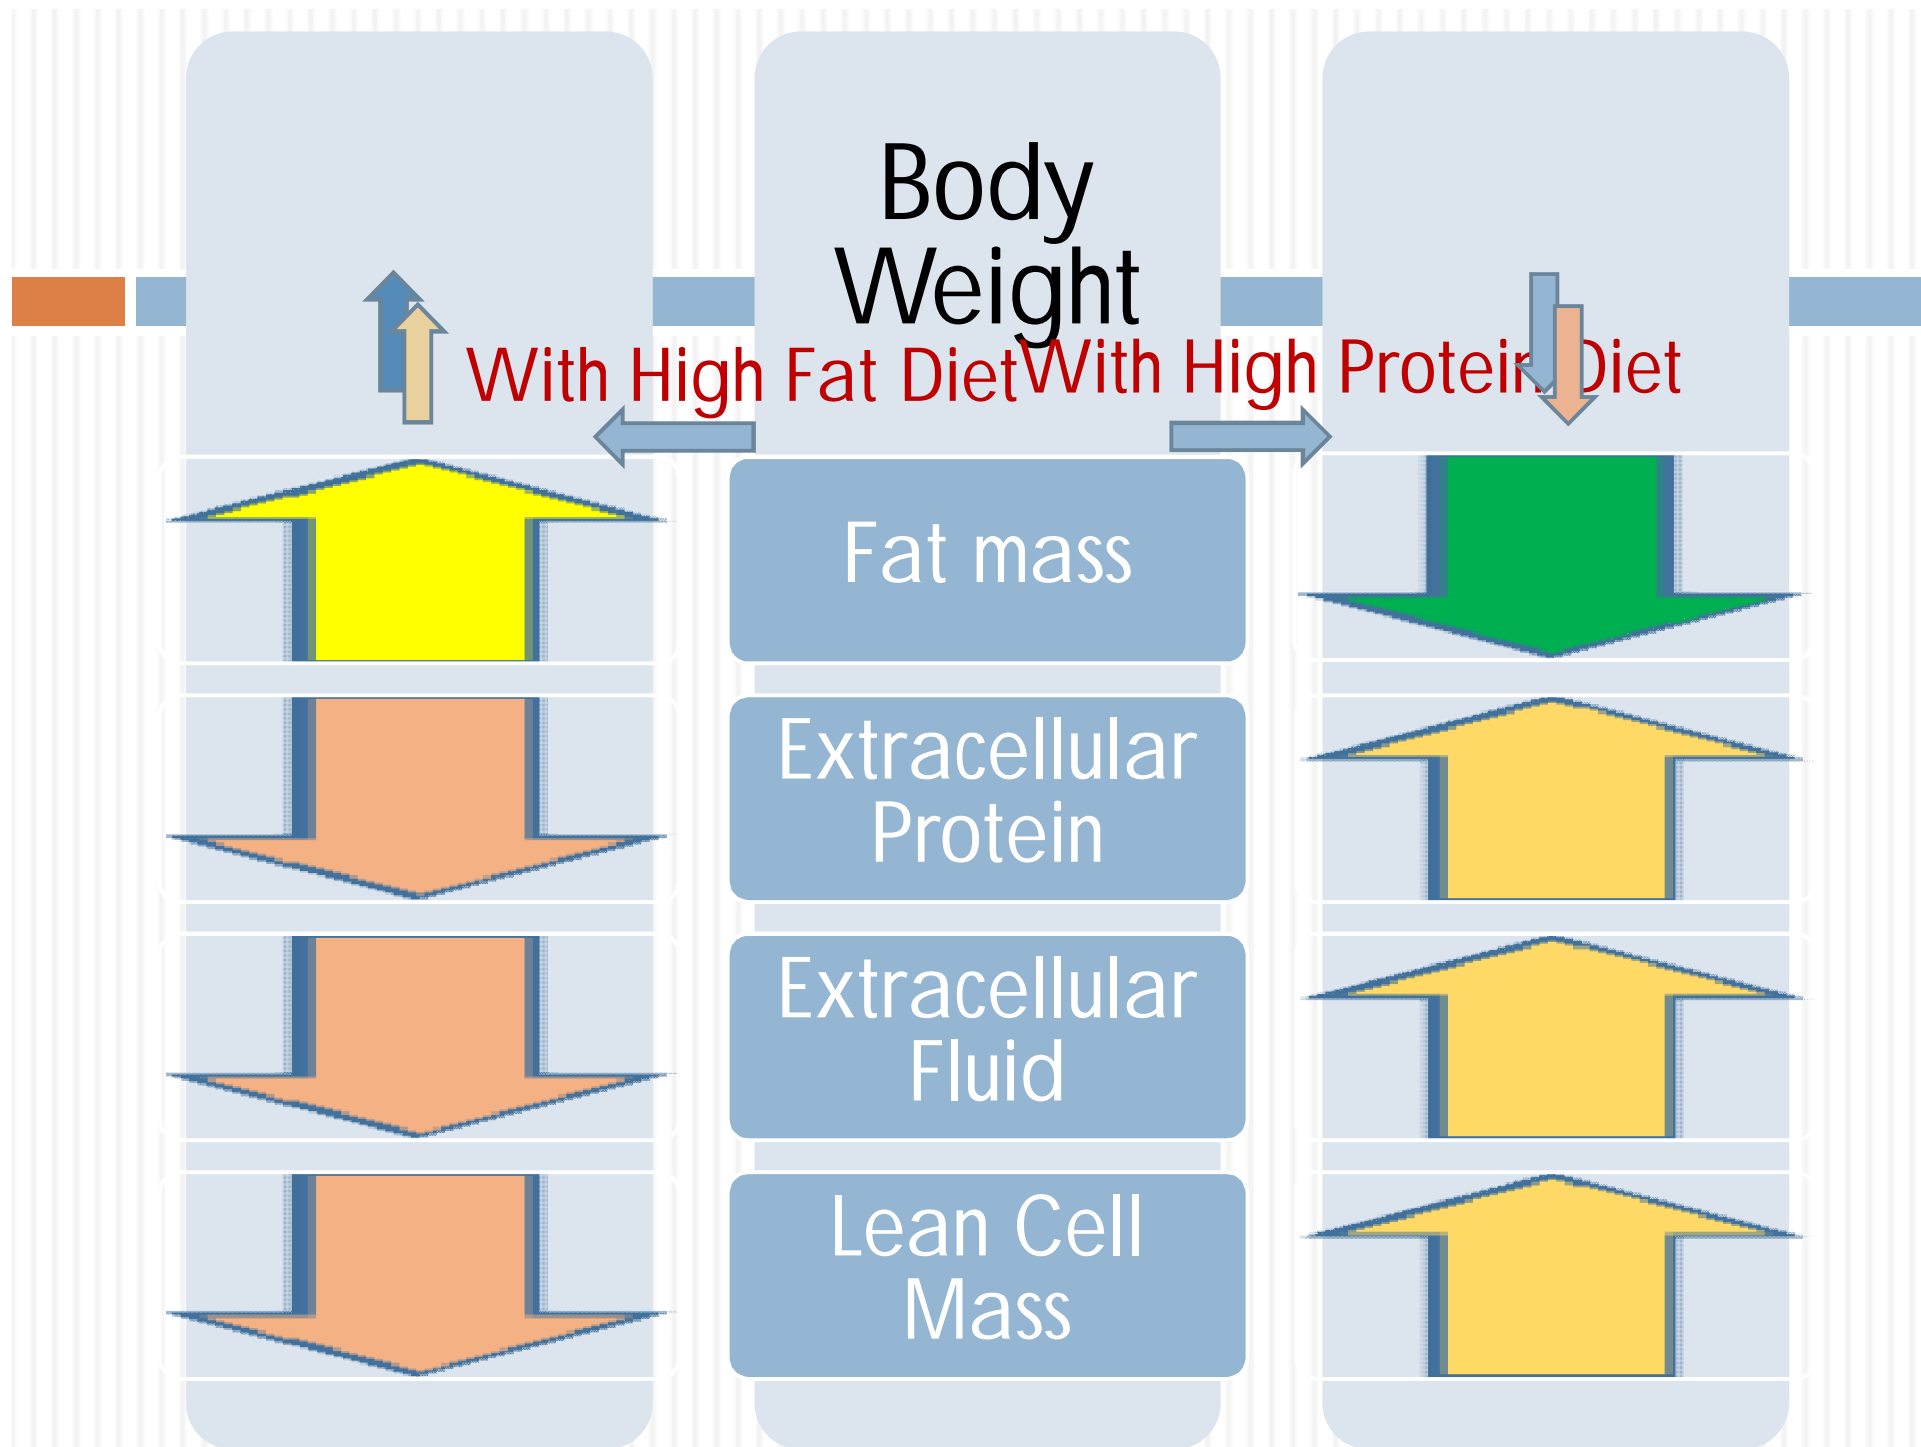 Body
Weight
With High Fat Diet
With High Protein Diet
Fat mass
Extracellular
Protein
Extracellular
Fluid
Lean Cell
Mass